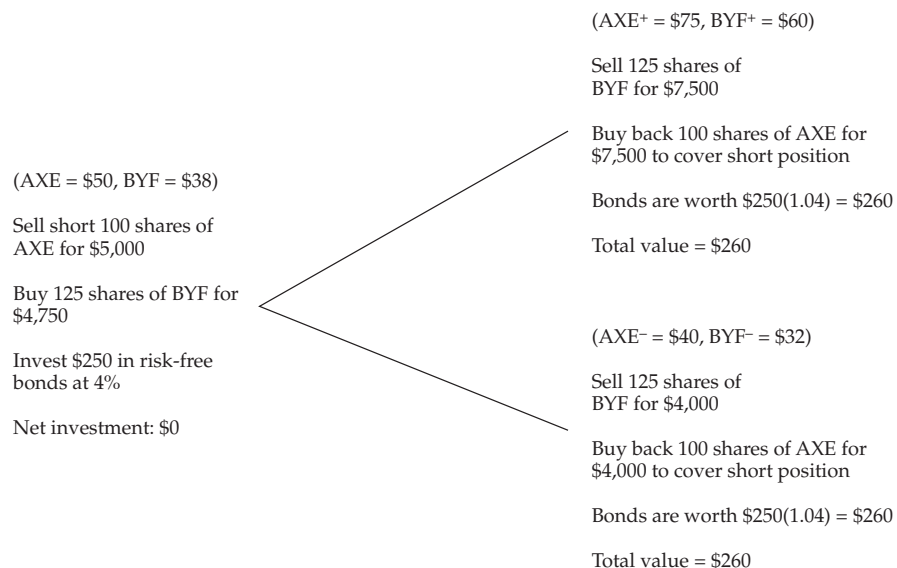 (AXE = $50, BYF = $38)
Sell short 100 shares of
AXE for $5,000
Buy 125 shares of BYF for
$4,750
Invest $250 in risk-free
bonds at 4%
Net investment: $0
(AXE⁺ = $75, BYF⁺ = $60)
Sell 125 shares of
BYF for $7,500
Buy back 100 shares of AXE for
$7,500 to cover short position
Bonds are worth $250(1.04) = $260
Total value = $260
(AXE⁻ = $40, BYF⁻ = $32)
Sell 125 shares of
BYF for $4,000
Buy back 100 shares of AXE for
$4,000 to cover short position
Bonds are worth $250(1.04) = $260
Total value = $260